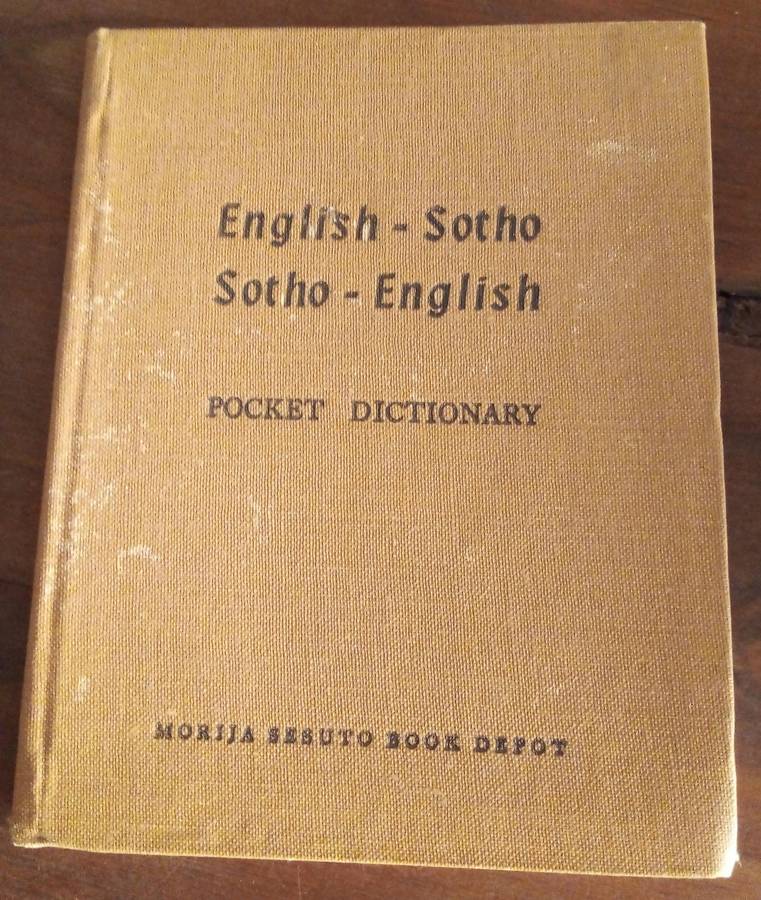 English - Sotho
Sotho - English
POCKET DICTIONARY
MORIJA SESUTO BOOK DEPOT